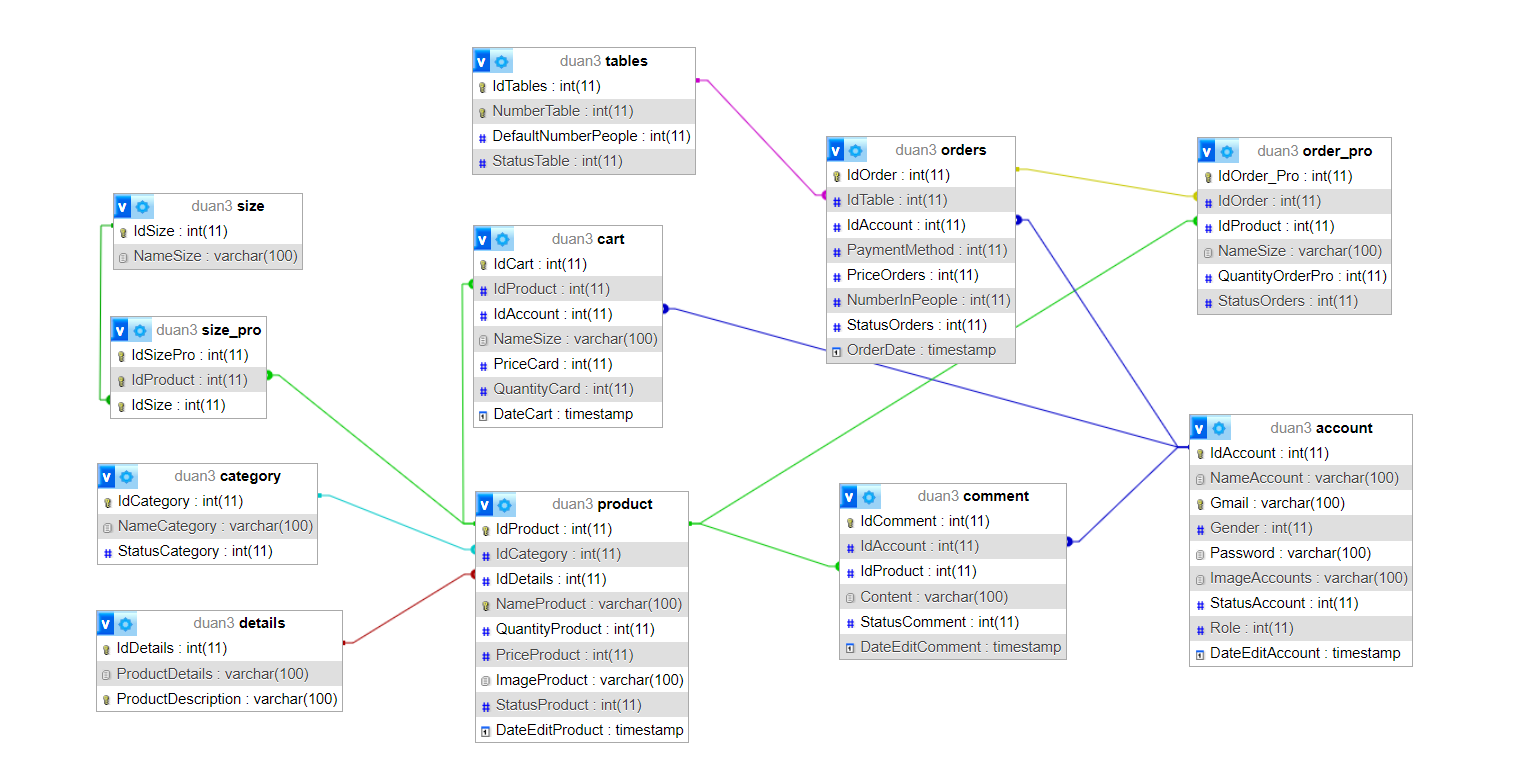 duan3 tables
IdTables : int(11)
NumberTable : int(11)
DefaultNumberPeople : int(11)
StatusTable : int(11)
duan3 orders
IdOrder : int(11)
IdTable : int(11)
IdAccount : int(11)
PaymentMethod : int(11)
PriceOrders : int(11)
NumberInPeople : int(11)
StatusOrders : int(11)
OrderDate : timestamp
duan3 order_pro
IdOrder_Pro : int(11)
IdOrder : int(11)
IdProduct : int(11)
NameSize : varchar(100)
QuantityOrderPro : int(11)
StatusOrders : int(11)
duan3 size
IdSize : int(11)
NameSize : varchar(100)
duan3 cart
IdCart : int(11)
IdProduct : int(11)
IdAccount : int(11)
NameSize : varchar(100)
PriceCard : int(11)
QuantityCard : int(11)
DateCart : timestamp
duan3 size_pro
IdSizePro : int(11)
IdProduct : int(11)
IdSize : int(11)
duan3 account
IdAccount : int(11)
NameAccount : varchar(100)
Gmail : varchar(100)
Gender : int(11)
Password : varchar(100)
ImageAccounts : varchar(100)
StatusAccount : int(11)
Role : int(11)
DateEditAccount : timestamp
duan3 category
IdCategory : int(11)
NameCategory : varchar(100)
StatusCategory : int(11)
duan3 product
IdProduct : int(11)
IdCategory : int(11)
IdDetails : int(11)
NameProduct : varchar(100)
QuantityProduct : int(11)
PriceProduct : int(11)
ImageProduct : varchar(100)
StatusProduct : int(11)
DateEditProduct : timestamp
duan3 comment
IdComment : int(11)
IdAccount : int(11)
IdProduct : int(11)
Content : varchar(100)
StatusComment : int(11)
DateEditComment : timestamp
duan3 details
IdDetails : int(11)
ProductDetails : varchar(100)
ProductDescription : varchar(100)